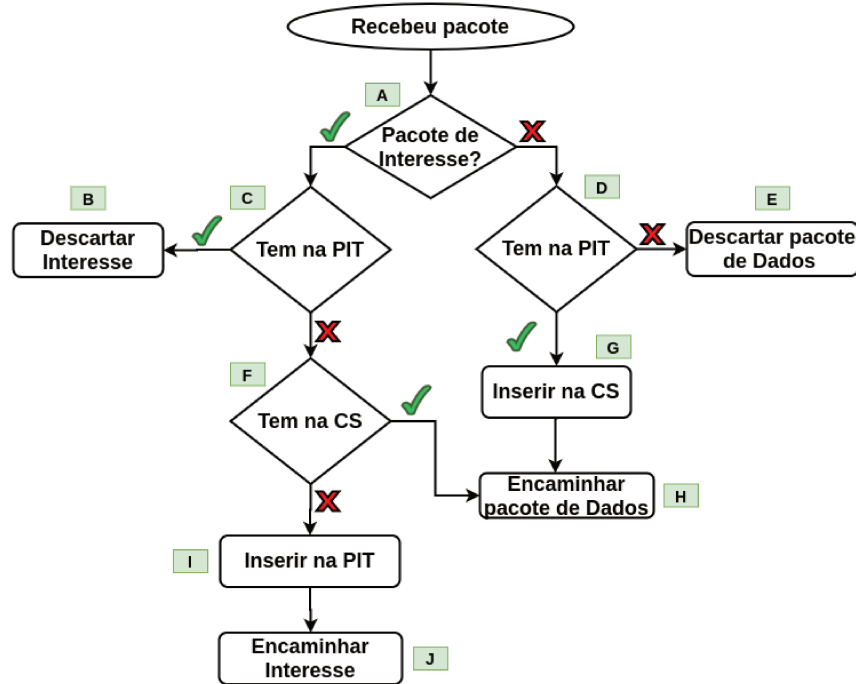 Recebeu pacote
A
Pacote de
Interesse?
B
C
D
E
Descartar
Interesse
Tem na PIT
Tem na PIT
Descartar pacote
de Dados
F
G
Tem na CS
Inserir na CS
Encaminhar
pacote de Dados
H
I
Inserir na PIT
Encaminhar
Interesse
J